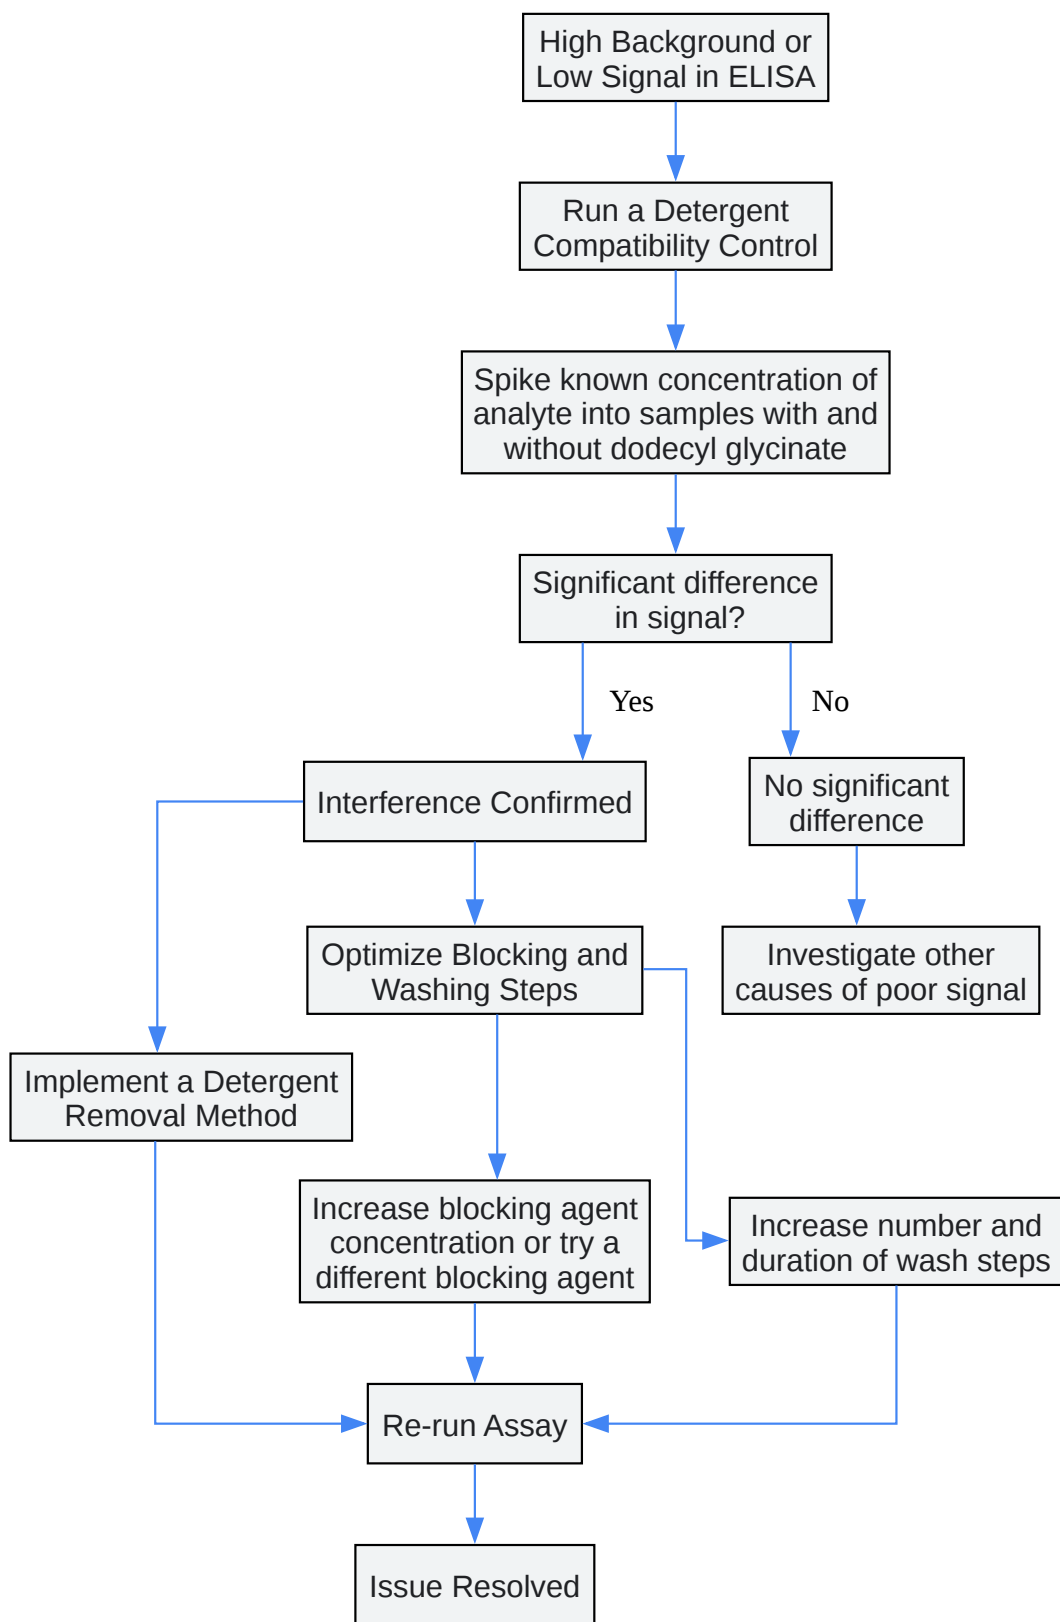 High Background or
Low Signal in ELISA
Run a Detergent
Compatibility Control
Spike known concentration of
analyte into samples with and
without dodecyl glycinate
Significant difference
in signal?
Yes
No
Interference Confirmed
No significant
difference
Optimize Blocking and
Washing Steps
Investigate other
causes of poor signal
Implement a Detergent
Removal Method
Increase blocking agent
concentration or try a
different blocking agent
Increase number and
duration of wash steps
Re-run Assay
Issue Resolved